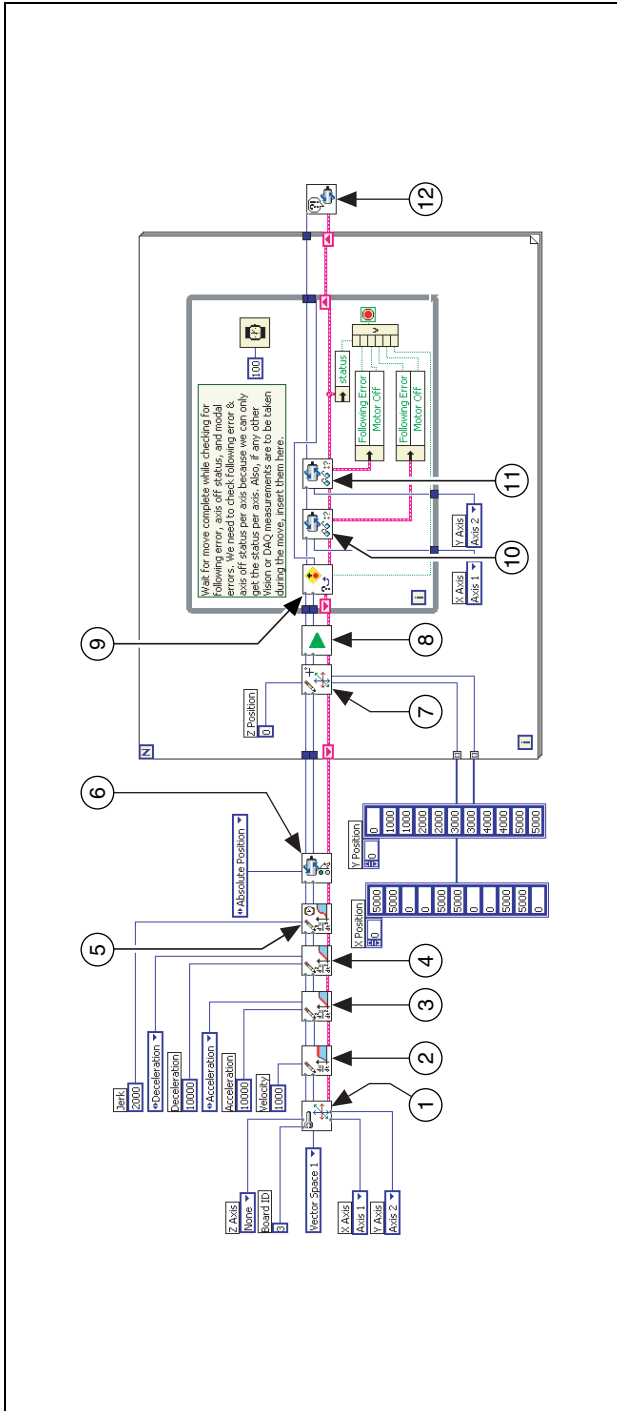 Z Axis
None
Board ID
3
Vector Space 1
X Axis
Axis 1
Y Axis
Axis 2
Jerk
2000
Deceleration
Deceleration
10000
Acceleration
Acceleration
10000
Velocity
1000
Absolute Position
1
2
3
4
5
6
X Position
0
5000
5000
0
0
5000
5000
0
0
5000
5000
0
Y Position
0
0
1000
1000
2000
2000
3000
3000
4000
4000
5000
5000
N
Z Position
0
7
8
9
Wait for move complete while checking for
following error, axis off status, and modal
errors. We need to check following error &
axis off status per axis because we can only
get the status per axis. Also, if any other
Vision or DAQ measurements are to be taken
during the move, insert them here.
100
status
Following Error
Motor Off
Following Error
Motor Off
i
i
X Axis
Axis 1
Y Axis
Axis 2
10
11
12